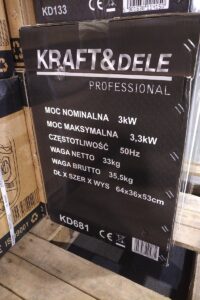 KD133
KRAFT&DELE
PROFESSIONAL
MOC NOMINALNA 3kW
MOC MAKSYMALNA 3,3kW
CZĘSTOTLIWOŚĆ 50Hz
WAGA NETTO 33kg
WAGA BRUTTO 35,5kg
DŁ X SZER X WYS 64x36x53cm
KD681 CE